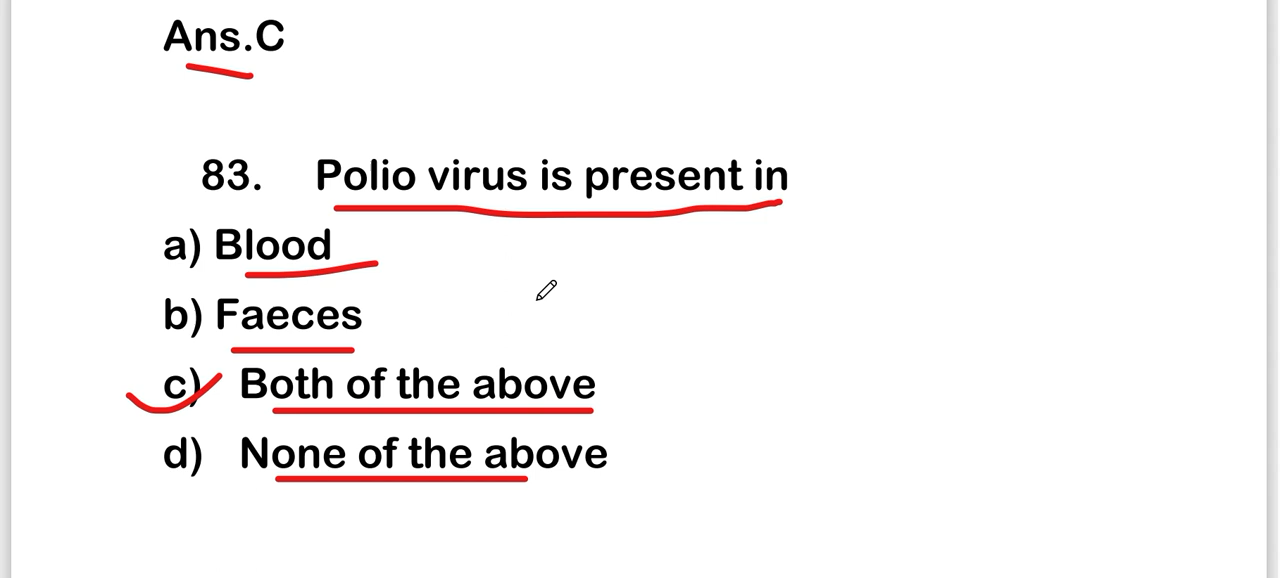 Ans.C
83. Polio virus is present in
a) Blood
b) Faeces
c) Both of the above
d) None of the above